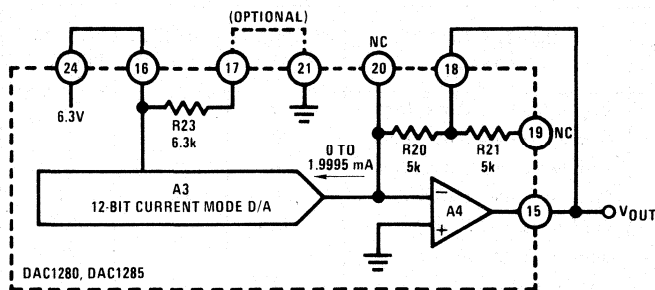 (OPTIONAL)
NC
24
16
17
21
20
18
6.3V
R23
6.3k
19
NC
0 TO
1.9995 mA
R20
5k
R21
5k
A3
12-BIT CURRENT MODE D/A
−
A4
+
15
VOUT
DAC1280, DAC1285